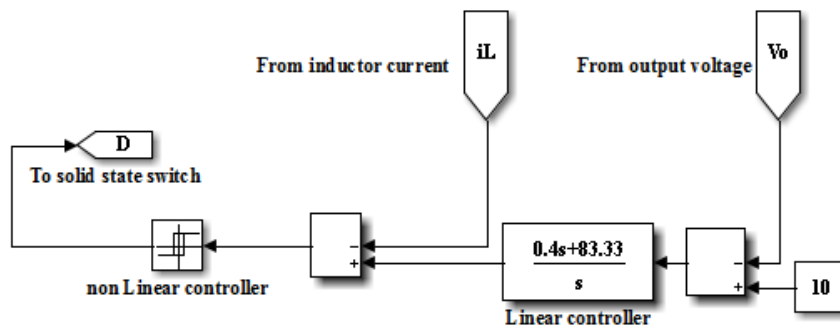 iL
Vo
From inductor current
From output voltage
D
To solid state switch
−
+
0.4s+83.33
s
−
+
10
non Linear controller
Linear controller